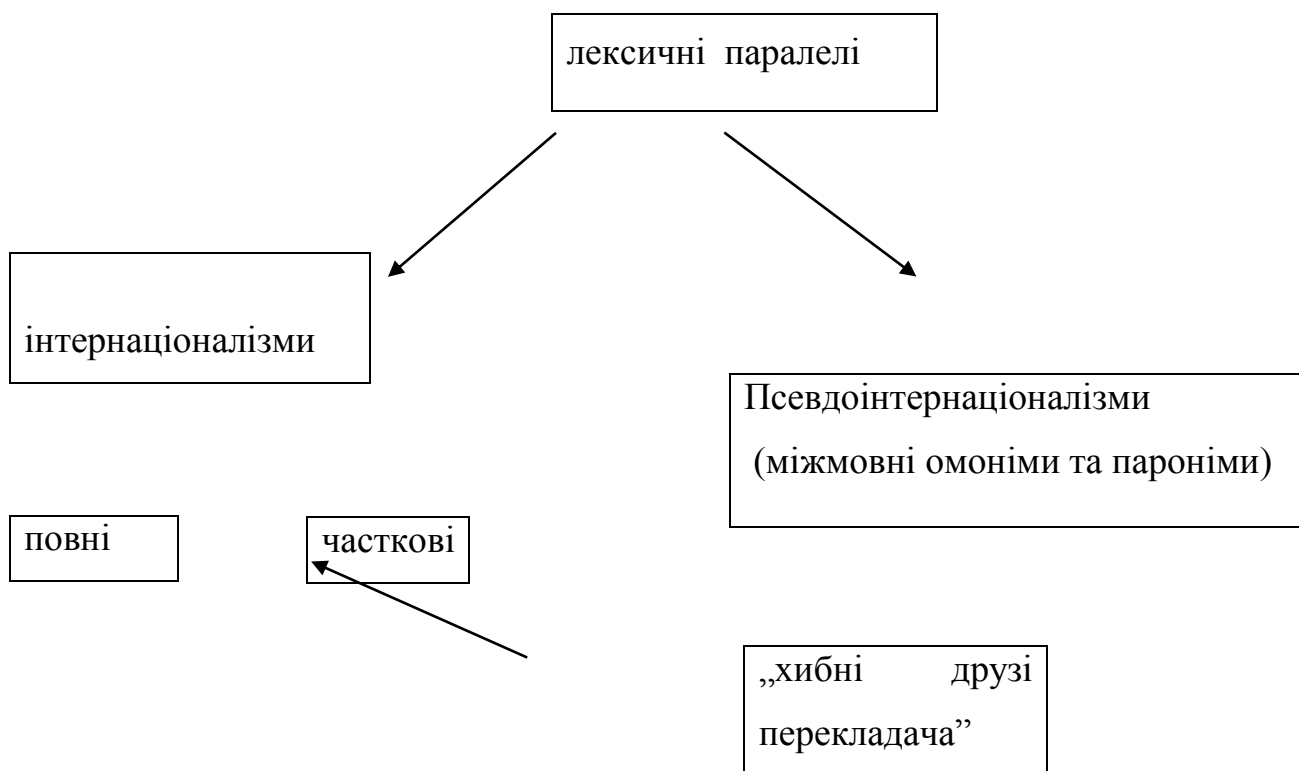 лексичні паралелі
інтернаціоналізми
Псевдоінтернаціоналізми
(міжмовні омоніми та пароніми)
повні
часткові
„хибні друзі
перекладача”